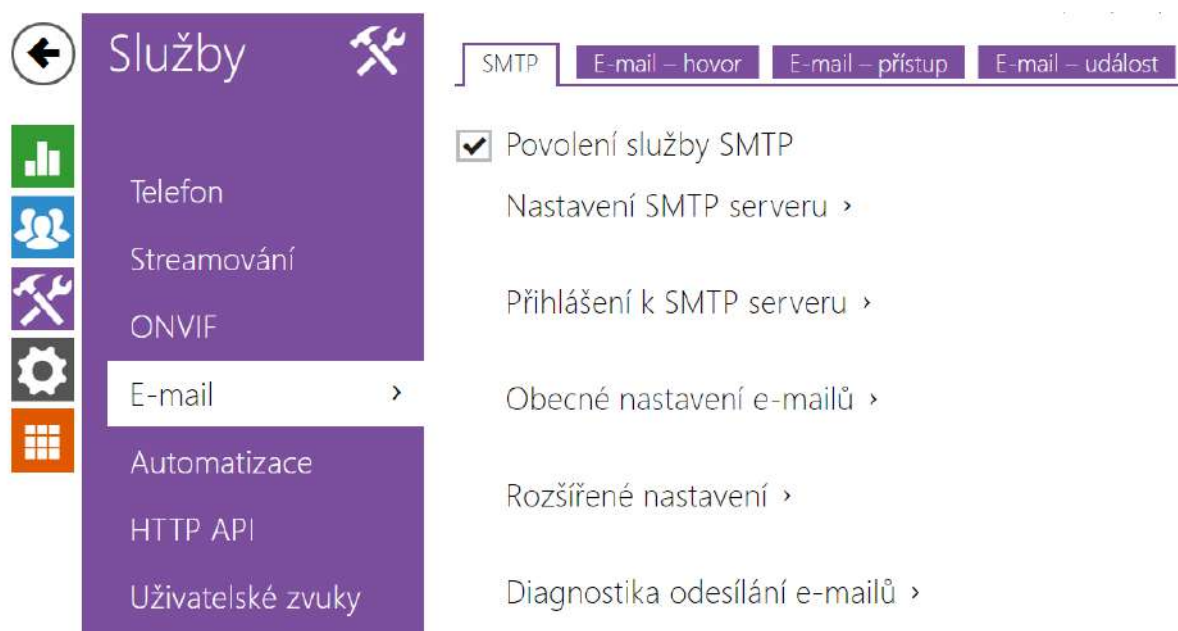 Služby
Telefon
Streamování
ONVIF
E-mail
Automatizace
HTTP API
Uživatelské zvuky
SMTP
E-mail – hovor
E-mail – přístup
E-mail – událost
Povolení služby SMTP
Nastavení SMTP serveru ›
Přihlášení k SMTP serveru ›
Obecné nastavení e-mailů ›
Rozšířené nastavení ›
Diagnostika odesílání e-mailů ›